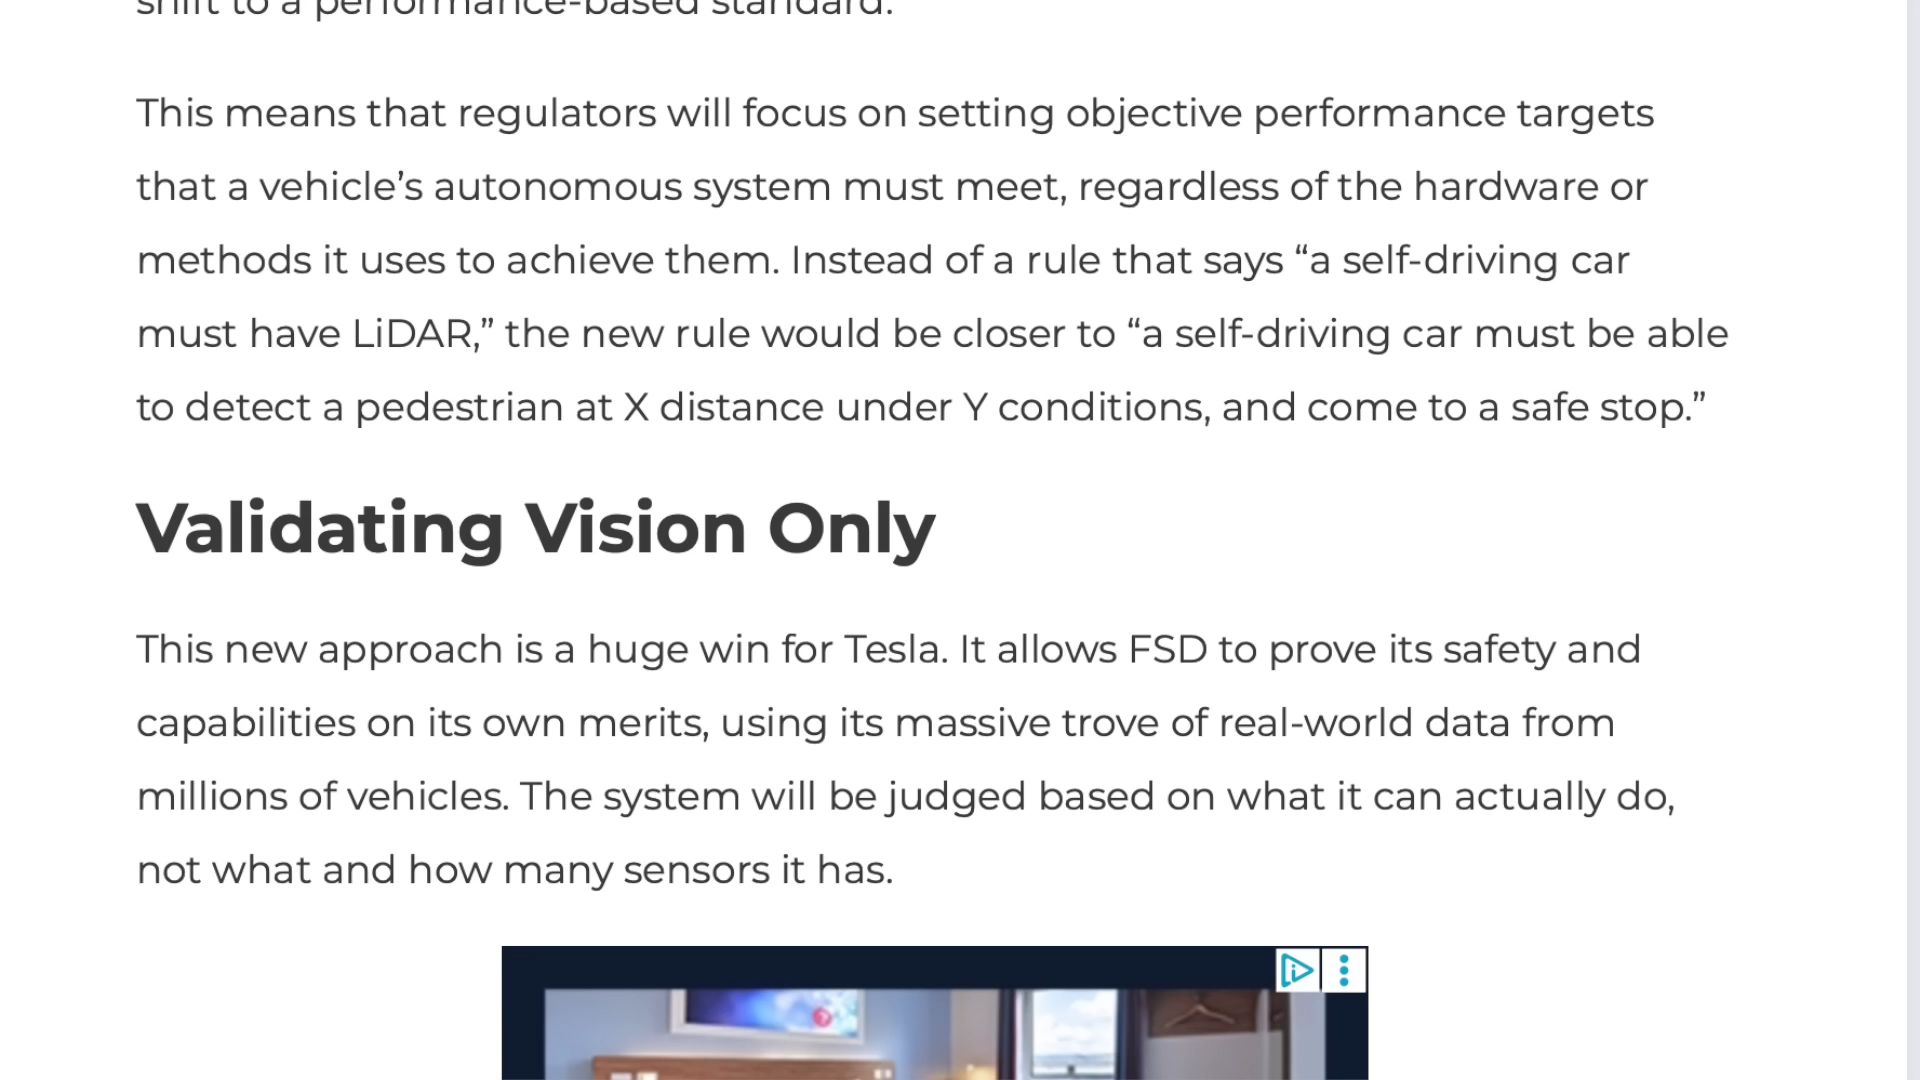 shift to a performance-based standard.
This means that regulators will focus on setting objective performance targets
that a vehicle’s autonomous system must meet, regardless of the hardware or
methods it uses to achieve them. Instead of a rule that says “a self-driving car
must have LiDAR,” the new rule would be closer to “a self-driving car must be able
to detect a pedestrian at X distance under Y conditions, and come to a safe stop.”
Validating Vision Only
This new approach is a huge win for Tesla. It allows FSD to prove its safety and
capabilities on its own merits, using its massive trove of real-world data from
millions of vehicles. The system will be judged based on what it can actually do,
not what and how many sensors it has.